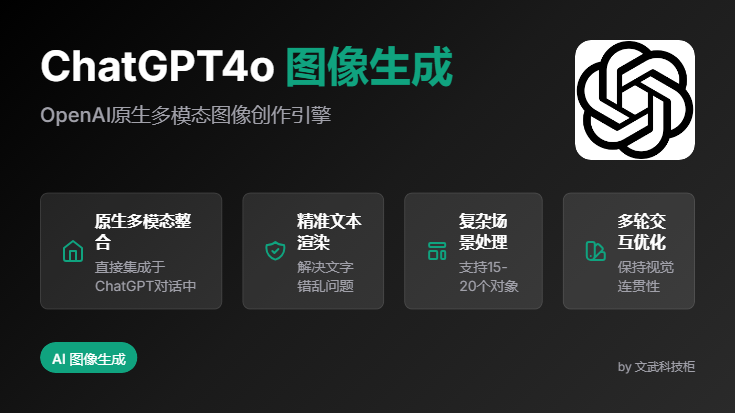 ChatGPT4o 图像生成
OpenAI原生多模态图像创作引擎
原生多模态整
合
直接集成于
ChatGPT对话中
精准文本
渲染
解决文字
错乱问题
复杂场
景处理
支持15-
20个对象
多轮交
互优化
保持视觉
连贯性
AI 图像生成
by 文武科技柜